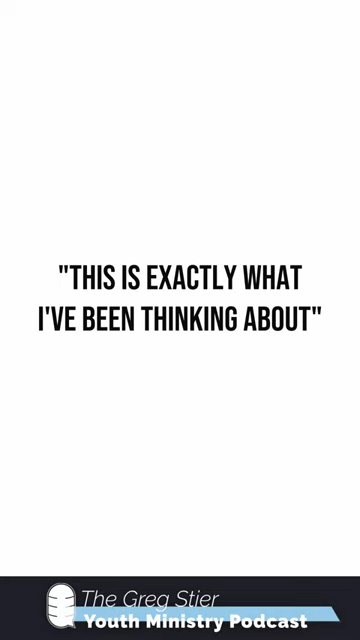 "THIS IS EXACTLY WHAT
I'VE BEEN THINKING ABOUT"
The Greg Stier
Youth Ministry Podcast